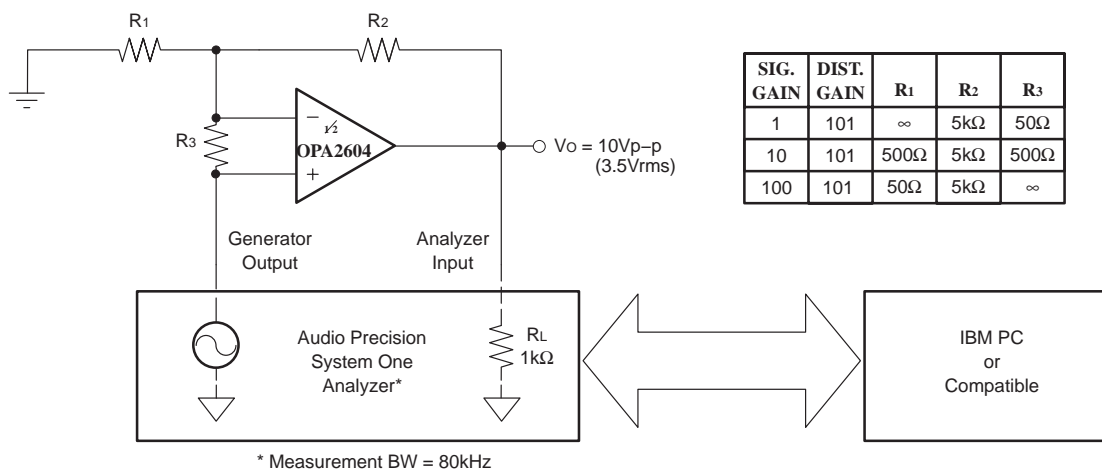 R1
R2
R3
−
½
OPA2604
+
Vo = 10Vp−p
(3.5Vrms)
SIG. GAIN DIST. GAIN R1 R2 R3
1 101 ∞ 5kΩ 50Ω
10 101 500Ω 5kΩ 500Ω
100 101 50Ω 5kΩ ∞
Generator
Output
Analyzer
Input
Audio Precision
System One
Analyzer*
RL
1kΩ
IBM PC
or
Compatible
* Measurement BW = 80kHz